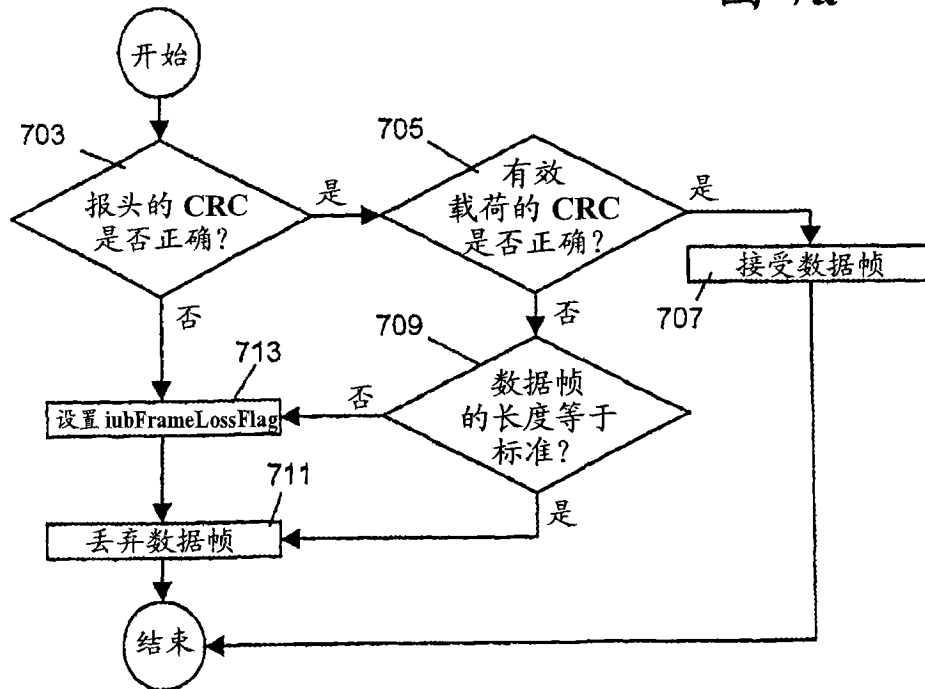 开始
703
报头的 CRC
是否正确?
是
705
有效
载荷的 CRC
是否正确?
是
接受数据帧
707
否
否
709
713
数据帧
的长度等于
标准?
否
设置 iubFrameLossFlag
711
是
丢弃数据帧
结束